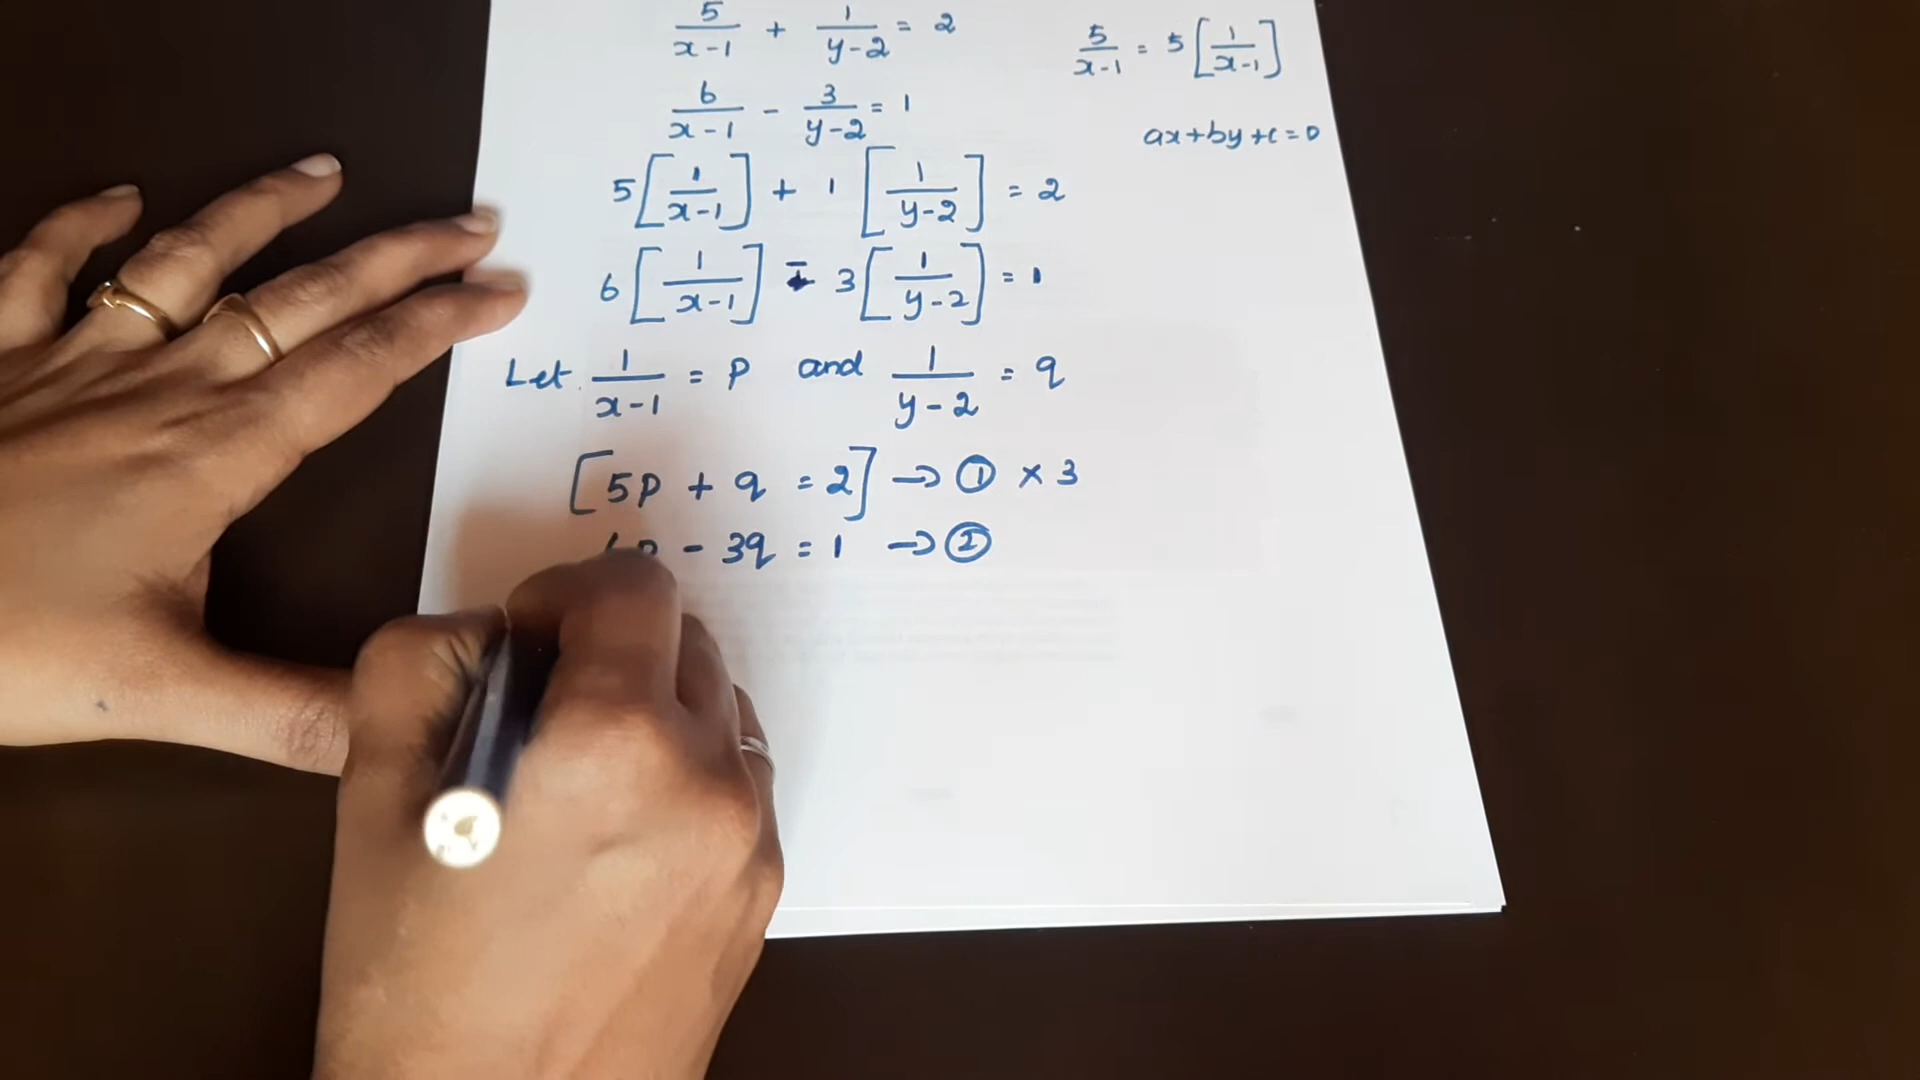 5/(x-1) + 1/(y-2) = 2
6/(x-1) - 3/(y-2) = 1
5[1/(x-1)] + 1[1/(y-2)] = 2
6[1/(x-1)] - 3[1/(y-2)] = 1
Let 1/(x-1) = p and 1/(y-2) = q
[5p + q = 2] → ① × 3
6p - 3q = 1 → ②
5/(x-1) = 5[1/(x-1)]
ax+by+c=0